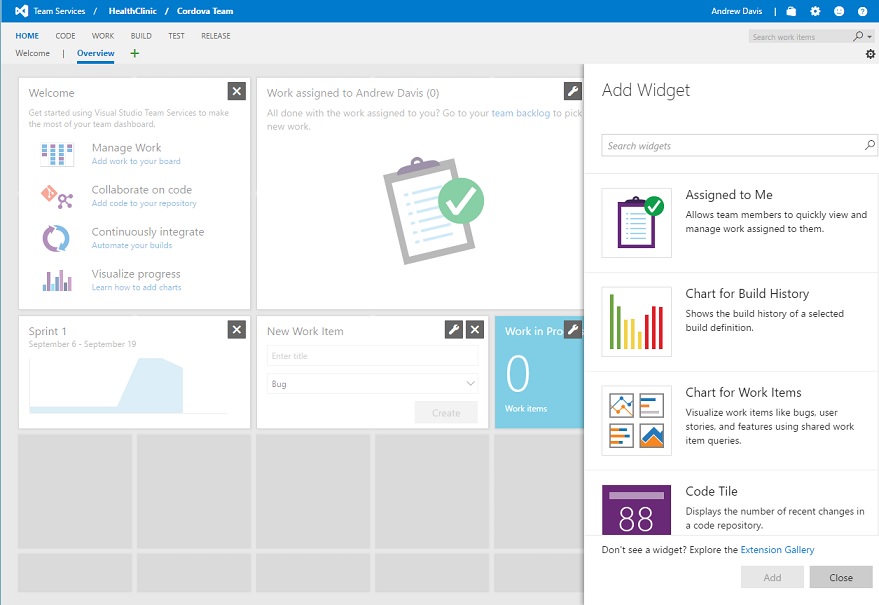 Team Services / HealthClinic / Cordova Team
Andrew Davis |
HOME CODE WORK BUILD TEST RELEASE
Search work items
Welcome | Overview +
Welcome
Get started using Visual Studio Team Services to make
the most of your team dashboard.
Manage Work
Add work to your board
Collaborate on code
Add code to your repository
Continuously integrate
Automate your builds
Visualize progress
Learn how to add charts
Work assigned to Andrew Davis (0)
All done with the work assigned to you? Go to your team backlog to pick
new work.
Sprint 1
September 6 - September 19
New Work Item
Enter title
Bug
Create
Work in Pro
0
Work items
Add Widget
Search widgets
Assigned to Me
Allows team members to quickly view and
manage work assigned to them.
Chart for Build History
Shows the build history of a selected
build definition.
Chart for Work Items
Visualize work items like bugs, user
stories, and features using shared work
item queries.
88
Code Tile
Displays the number of recent changes in
a code repository.
Don't see a widget? Explore the Extension Gallery
Add
Close